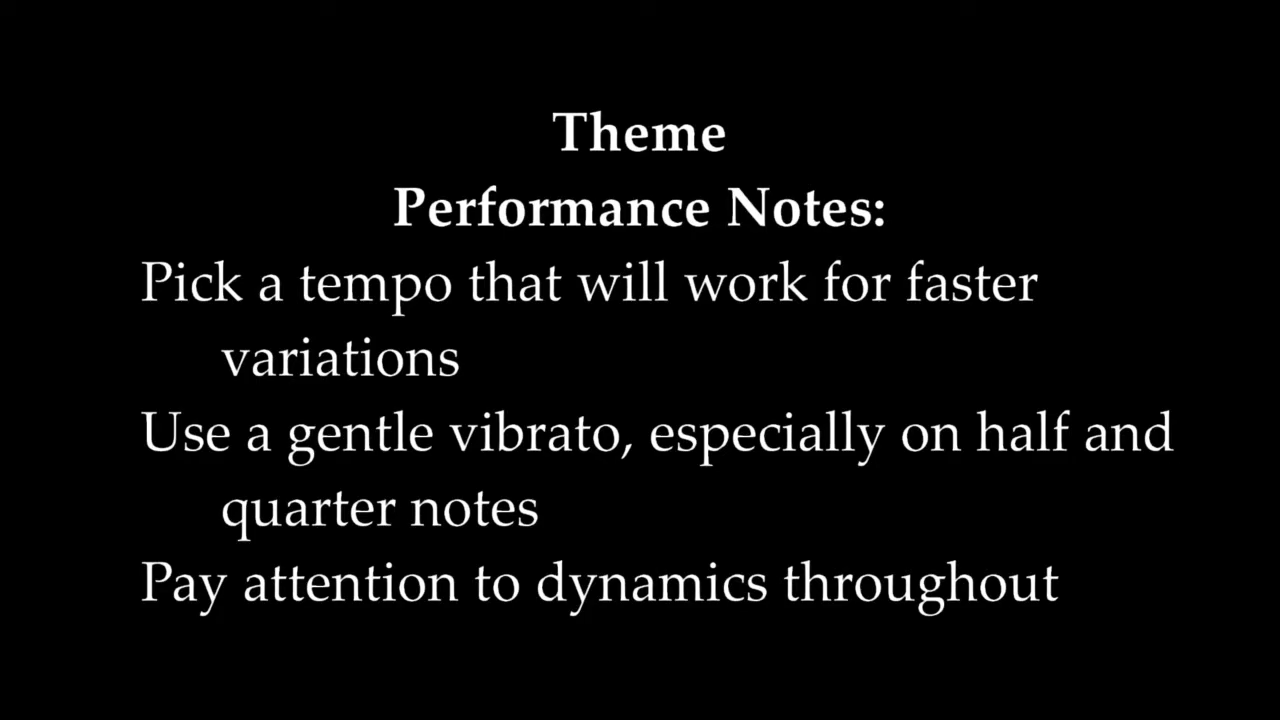 Theme
Performance Notes:
Pick a tempo that will work for faster
variations
Use a gentle vibrato, especially on half and
quarter notes
Pay attention to dynamics throughout